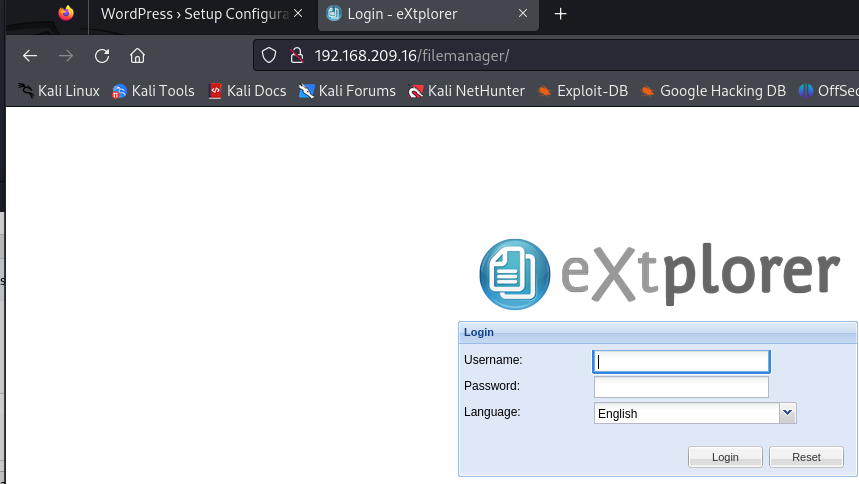 WordPress › Setup Configura
Login - eXtplorer
192.168.209.16/filemanager/
Kali Linux Kali Tools Kali Docs Kali Forums Kali NetHunter Exploit-DB Google Hacking DB OffSe
eXtplorer
Login
Username:
Password:
Language: English
Login Reset